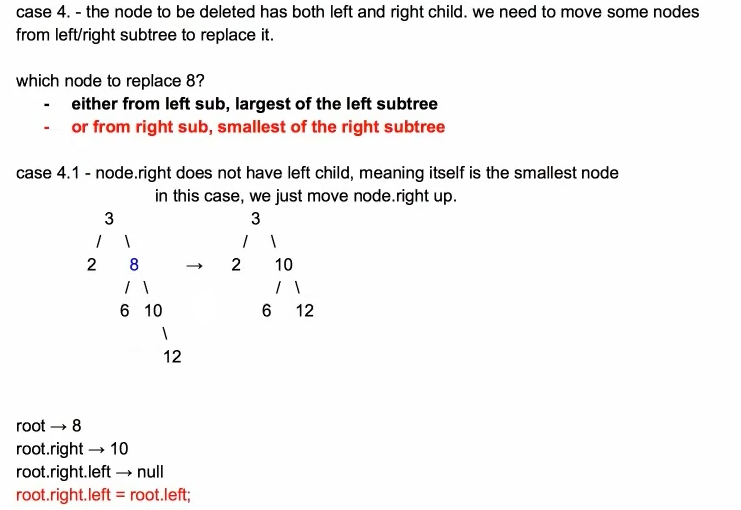 case 4. - the node to be deleted has both left and right child. we need to move some nodes
from left/right subtree to replace it.
which node to replace 8?
- either from left sub, largest of the left subtree
- or from right sub, smallest of the right subtree
case 4.1 - node.right does not have left child, meaning itself is the smallest node
in this case, we just move node.right up.
3 3
/ \ / \
2 8 → 2 10
/ \ / \
6 10 6 12
\
12
root → 8
root.right → 10
root.right.left → null
root.right.left = root.left;